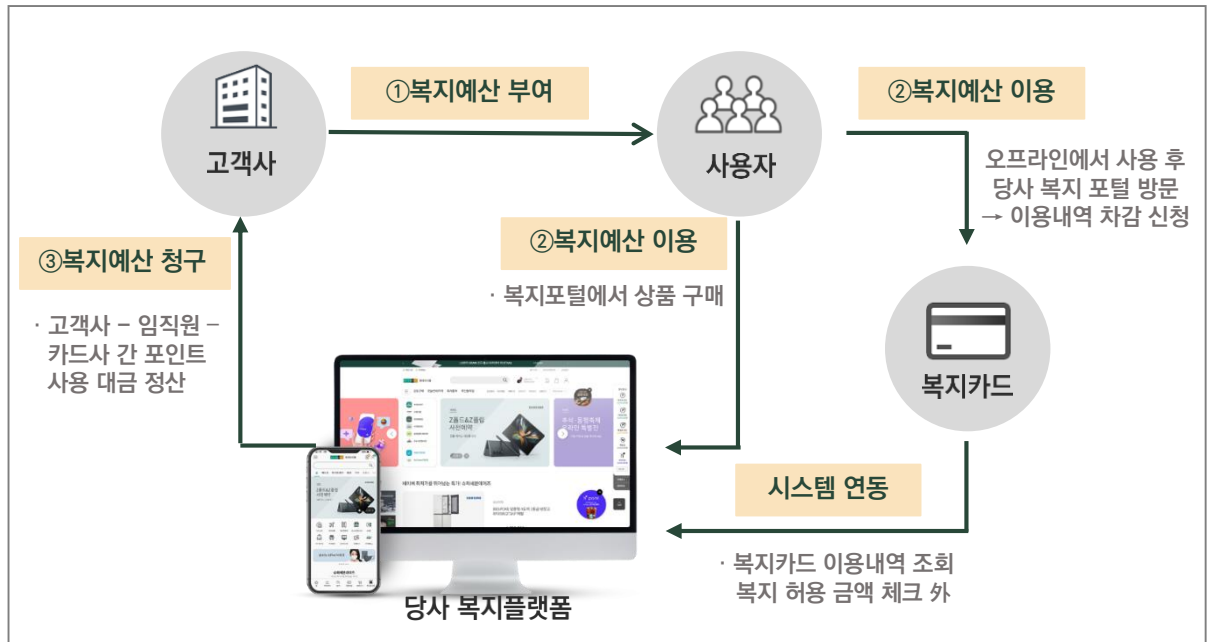 ①복지예산 부여
②복지예산 이용
고객사
사용자
오프라인에서 사용 후
당사 복지 포털 방문
→ 이용내역 차감 신청
③복지예산 청구
②복지예산 이용
· 복지포털에서 상품 구매
· 고객사 – 임직원 –
카드사 간 포인트
사용 대금 정산
복지카드
시스템 연동
· 복지카드 이용내역 조회
복지 허용 금액 체크 外
당사 복지플랫폼